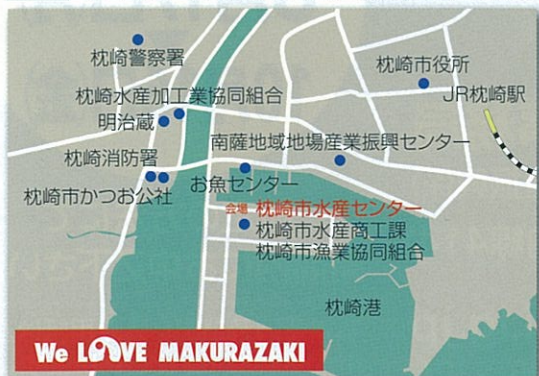 枕崎警察署
枕崎市役所
JR枕崎駅
枕崎水産加工業協同組合
明治蔵
南薩地域地場産業振興センター
枕崎消防署
お魚センター
枕崎市かつお公社
会場 枕崎市水産センター
枕崎市水産商工課
枕崎市漁業協同組合
枕崎港
We LOVE MAKURAZAKI